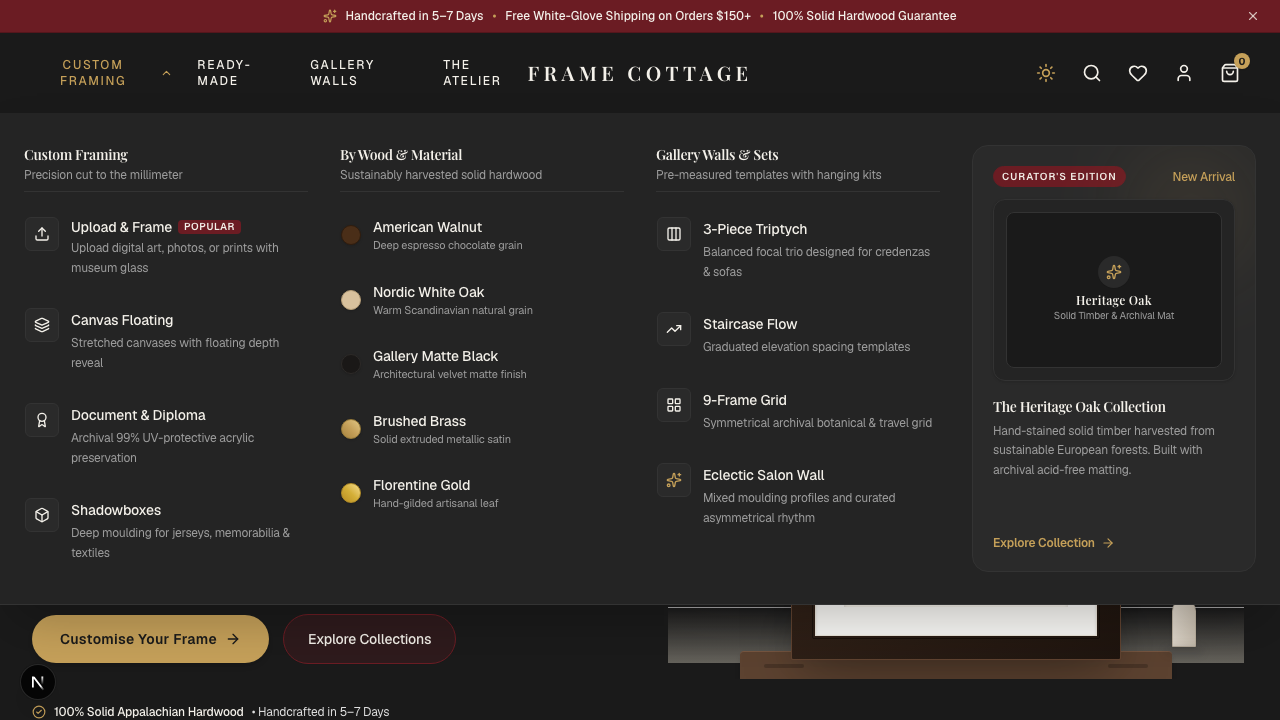 Handcrafted in 5–7 Days • Free White-Glove Shipping on Orders $150+ • 100% Solid Hardwood Guarantee
CUSTOM
FRAMING
READY-
MADE
GALLERY
WALLS
THE
ATELIER
FRAME COTTAGE
0
Custom Framing
Precision cut to the millimeter
Upload & Frame POPULAR
Upload digital art, photos, or prints with
museum glass
Canvas Floating
Stretched canvases with floating depth
reveal
Document & Diploma
Archival 99% UV-protective acrylic
preservation
Shadowboxes
Deep moulding for jerseys, memorabilia &
textiles
By Wood & Material
Sustainably harvested solid hardwood
American Walnut
Deep espresso chocolate grain
Nordic White Oak
Warm Scandinavian natural grain
Gallery Matte Black
Architectural velvet matte finish
Brushed Brass
Solid extruded metallic satin
Florentine Gold
Hand-gilded artisanal leaf
Gallery Walls & Sets
Pre-measured templates with hanging kits
3-Piece Triptych
Balanced focal trio designed for credenzas
& sofas
Staircase Flow
Graduated elevation spacing templates
9-Frame Grid
Symmetrical archival botanical & travel grid
Eclectic Salon Wall
Mixed moulding profiles and curated
asymmetrical rhythm
CURATOR'S EDITION
New Arrival
Heritage Oak
Solid Timber & Archival Mat
The Heritage Oak Collection
Hand-stained solid timber harvested from
sustainable European forests. Built with
archival acid-free matting.
Explore Collection
Customise Your Frame
Explore Collections
N
100% Solid Appalachian Hardwood • Handcrafted in 5–7 Days